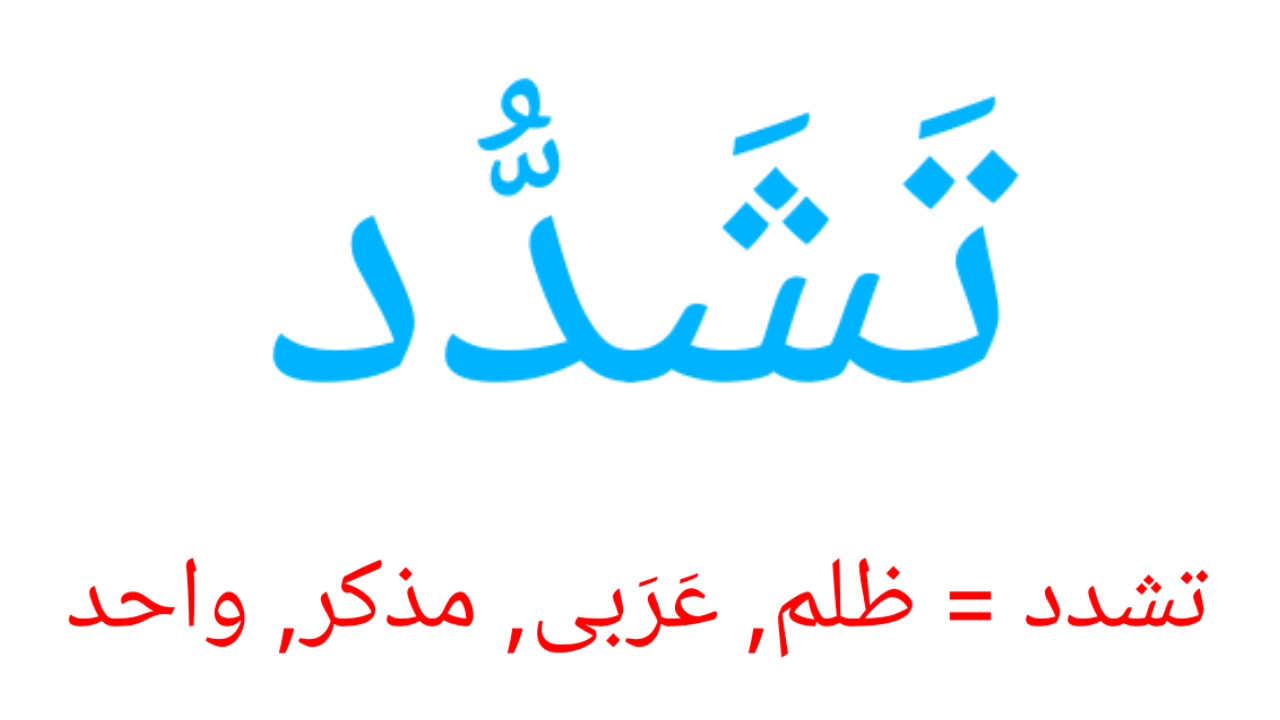 تَشَدُّد
تشدد = ظلم, عَرَبی, مذکر, واحد